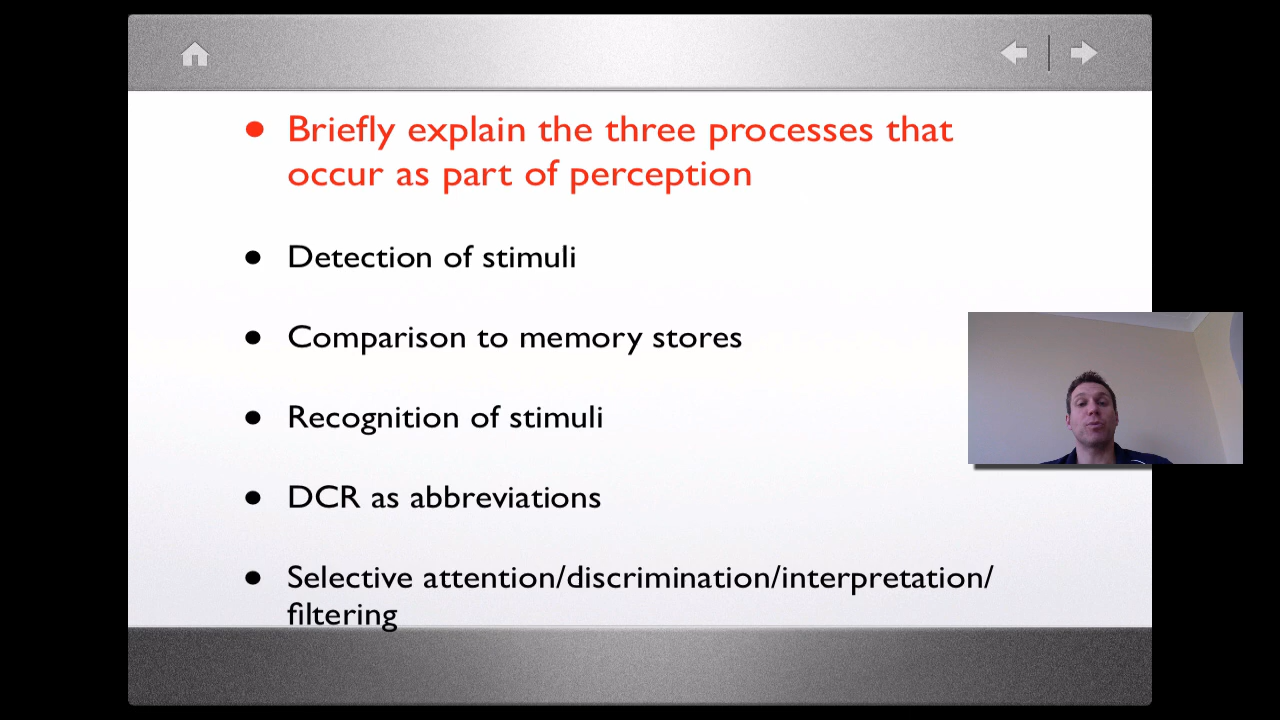 • Briefly explain the three processes that
occur as part of perception
• Detection of stimuli
• Comparison to memory stores
• Recognition of stimuli
• DCR as abbreviations
• Selective attention/discrimination/interpretation/
filtering